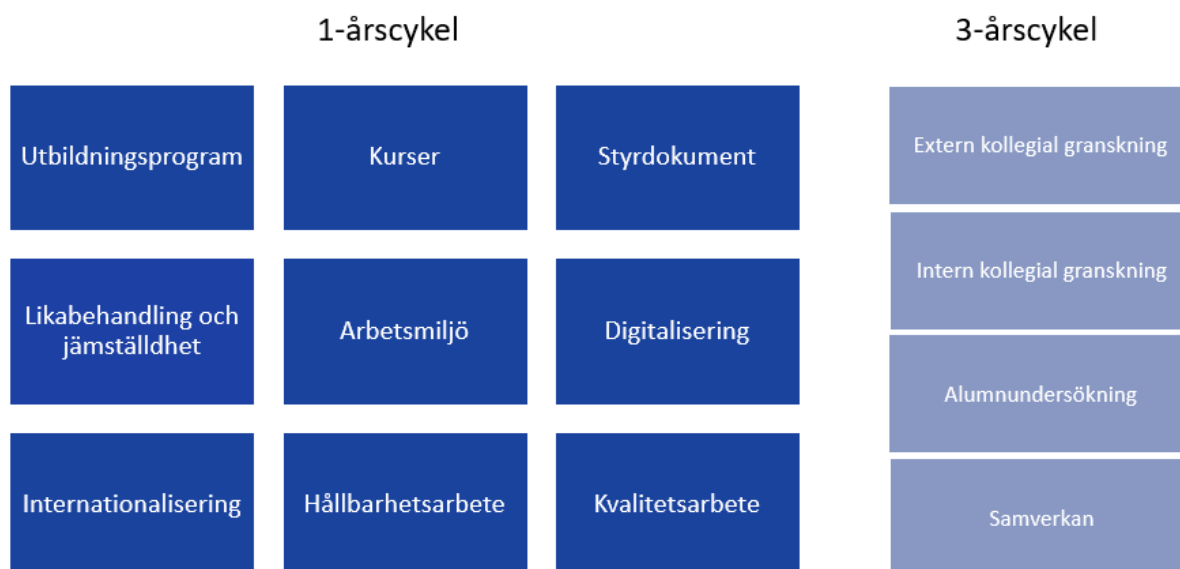 1-årscykel
3-årscykel
Utbildningsprogram
Kurser
Styrdokument
Likabehandling och
jämställdhet
Arbetsmiljö
Digitalisering
Internationalisering
Hållbarhetsarbete
Kvalitetsarbete
Extern kollegial granskning
Intern kollegial granskning
Alumnundersökning
Samverkan